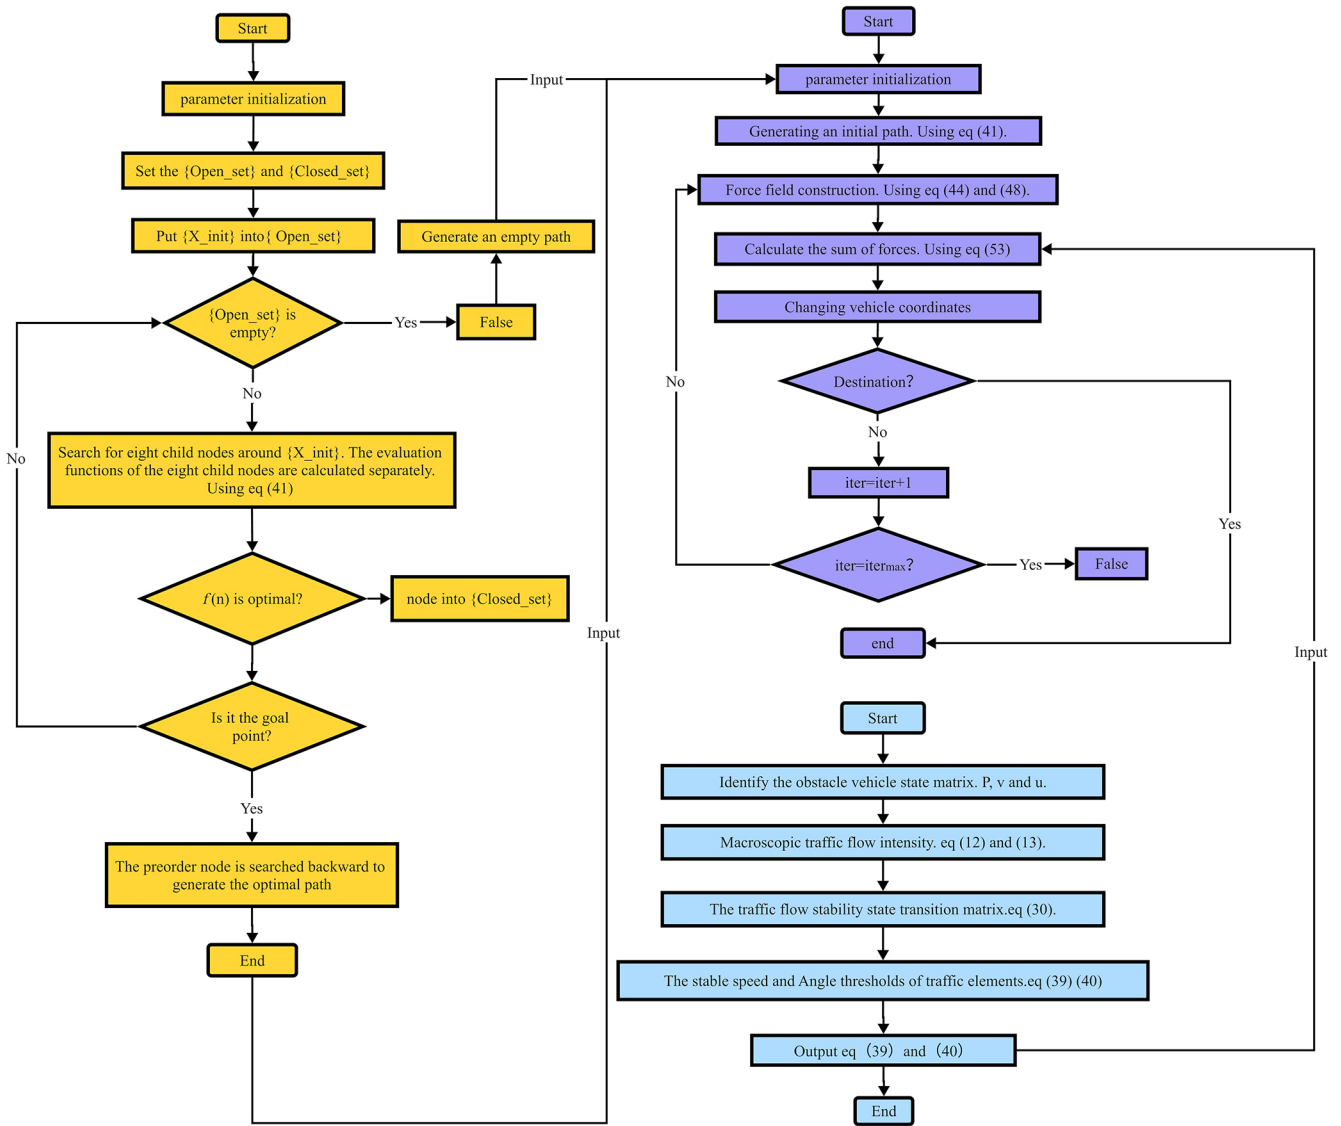 Start
parameter initialization
Set the {Open_set} and {Closed_set}
Put {X_init} into{ Open_set}
{Open_set} is
empty?
Yes
False
Generate an empty path
Input
No
No
Search for eight child nodes around {X_init}. The evaluation
functions of the eight child nodes are calculated separately.
Using eq (41)
f (n) is optimal?
node into {Closed_set}
Is it the goal
point?
Yes
The preorder node is searched backward to
generate the optimal path
End
Input
Start
parameter initialization
Generating an initial path. Using eq (41).
Force field construction. Using eq (44) and (48).
Calculate the sum of forces. Using eq (53)
Changing vehicle coordinates
Destination?
No
No
iter=iter+1
iter=itermax?
Yes
False
Yes
end
Input
Start
Identify the obstacle vehicle state matrix. P, v and u.
Macroscopic traffic flow intensity. eq (12) and (13).
The traffic flow stability state transition matrix.eq (30).
The stable speed and Angle thresholds of traffic elements.eq (39) (40)
Output eq（39）and（40）
End